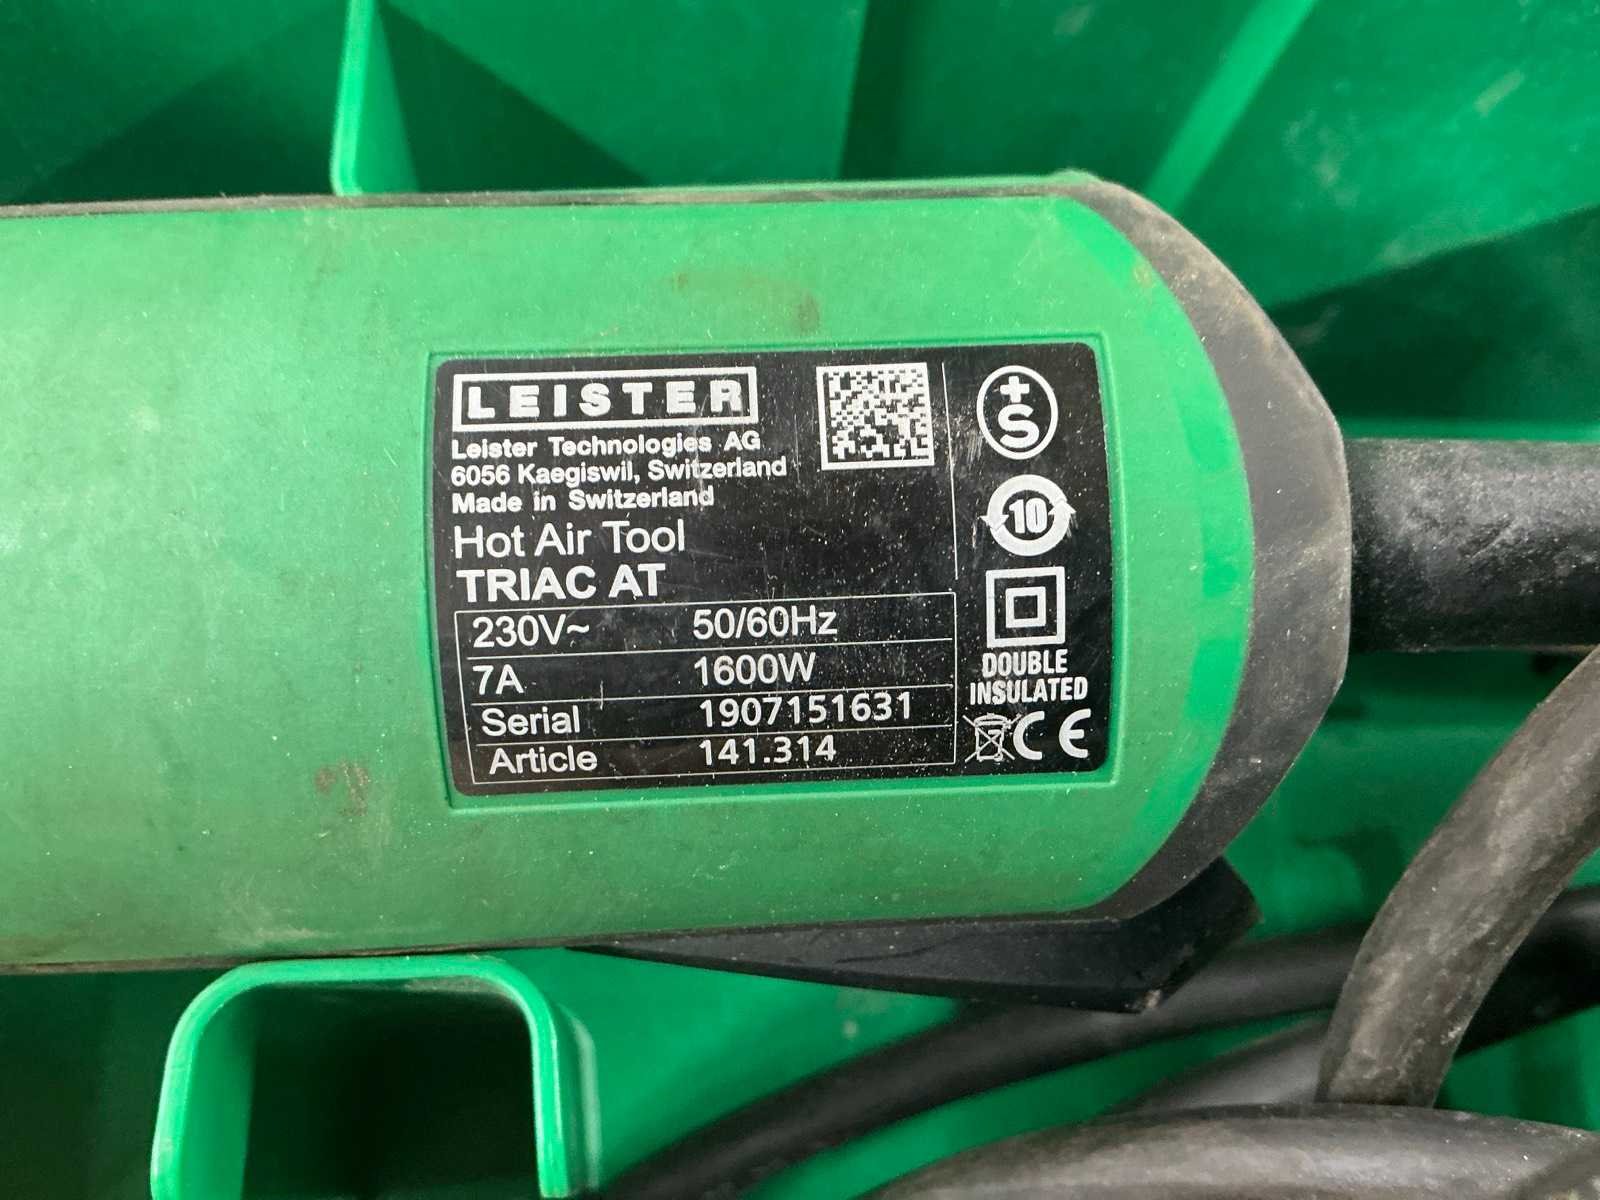 LEISTER
Leister Technologies AG
6056 Kaegiswil, Switzerland
Made in Switzerland
Hot Air Tool
TRIAC AT
230V~ 50/60Hz
7A 1600W
Serial 1907151631
Article 141.314
+S
10
DOUBLE
INSULATED
CE